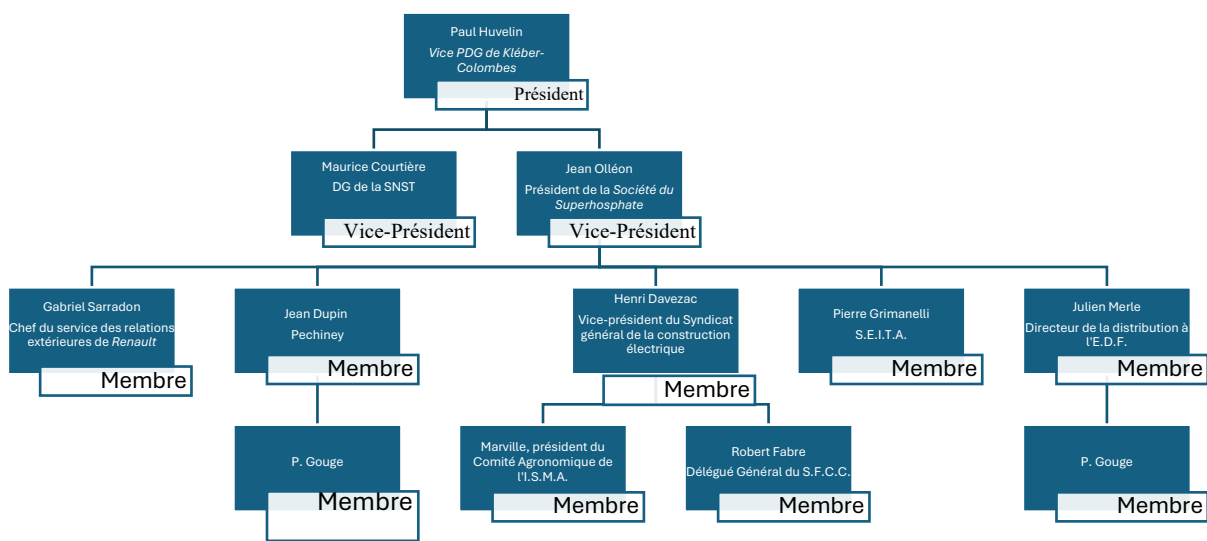 Paul Huvelin
Vice PDG de Kléber-
Colombes
Président
Maurice Courtière
DG de la SNST
Vice-Président
Jean Olléon
Président de la Société du
Superhosphate
Vice-Président
Gabriel Sarradon
Chef du service des relations
extérieures de Renault
Membre
Jean Dupin
Pechiney
Membre
Henri Davezac
Vice-président du Syndicat
général de la construction
électrique
Membre
Pierre Grimanelli
S.E.I.T.A.
Membre
Julien Merle
Directeur de la distribution à
l'E.D.F.
Membre
P. Gouge
Membre
Marville, président du
Comité Agronomique de
l'I.S.M.A.
Membre
Robert Fabre
Délégué Général du S.F.C.C.
Membre
P. Gouge
Membre